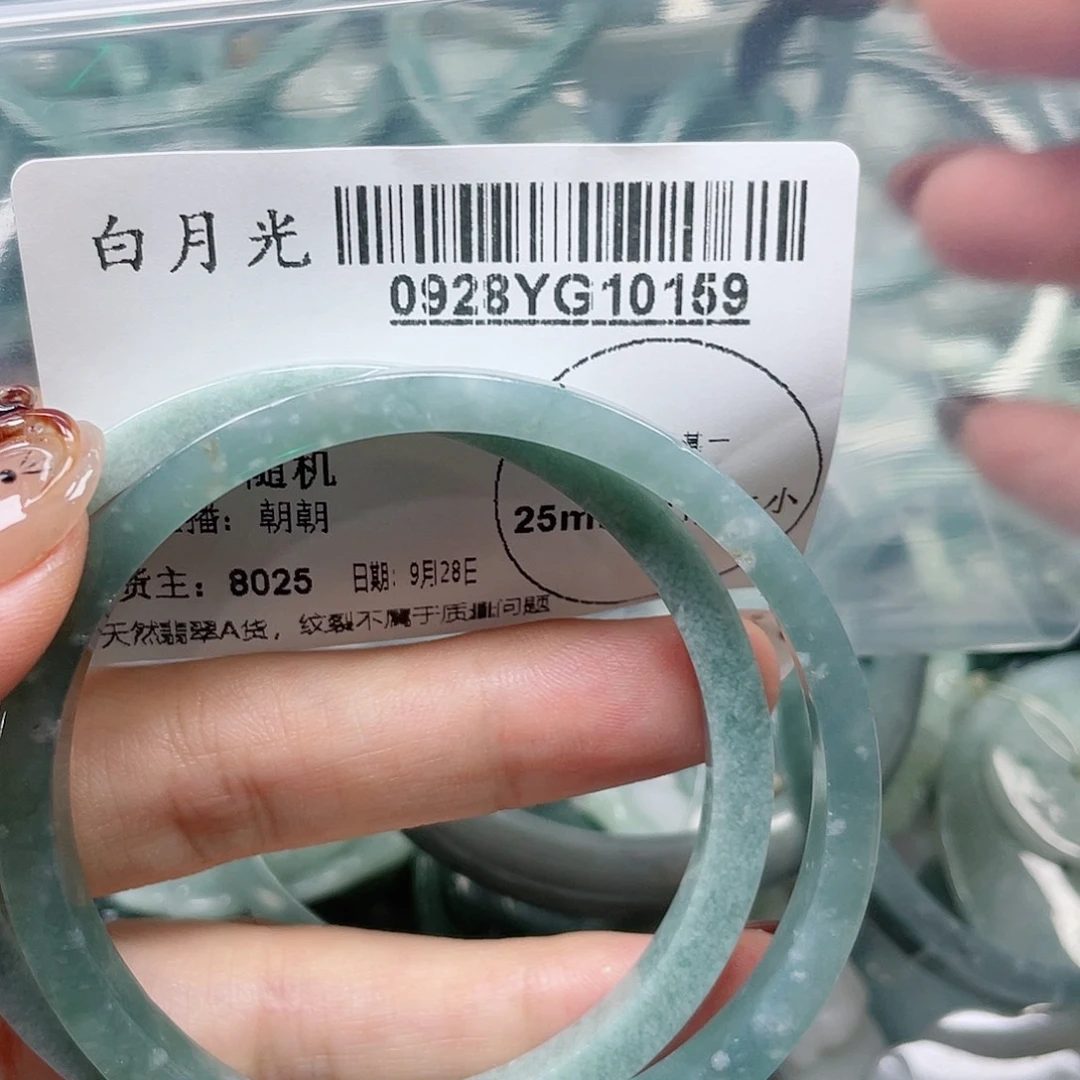 白月光
0928YG10159
随机
播：朝朝
25m
小
货主：8025 日期：9月28日
天然翡翠A货，纹裂不属于质量问题